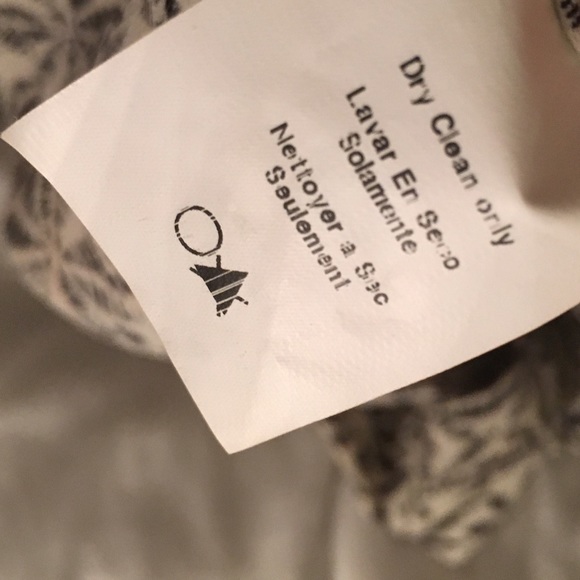 Dry Clean only
Lavar En Seco
Solamente
Nettoyer a Sec
Seulement